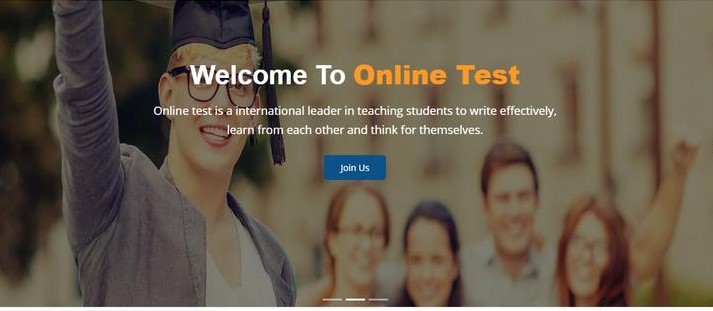 Welcome To Online Test
Online test is a international leader in teaching students to write effectively,
learn from each other and think for themselves.
Join Us